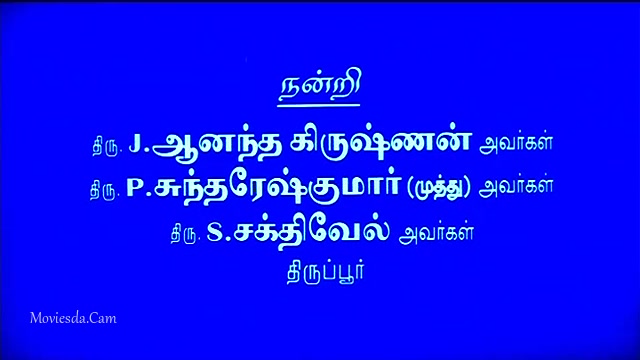 நன்றி
திரு. J.ஆனந்த கிருஷ்ணன் அவர்கள்
திரு. P.சுந்தரேஷ்குமார் (முத்து) அவர்கள்
திரு. S.சக்திவேல் அவர்கள்
திருப்பூர்
Moviesda.Cam